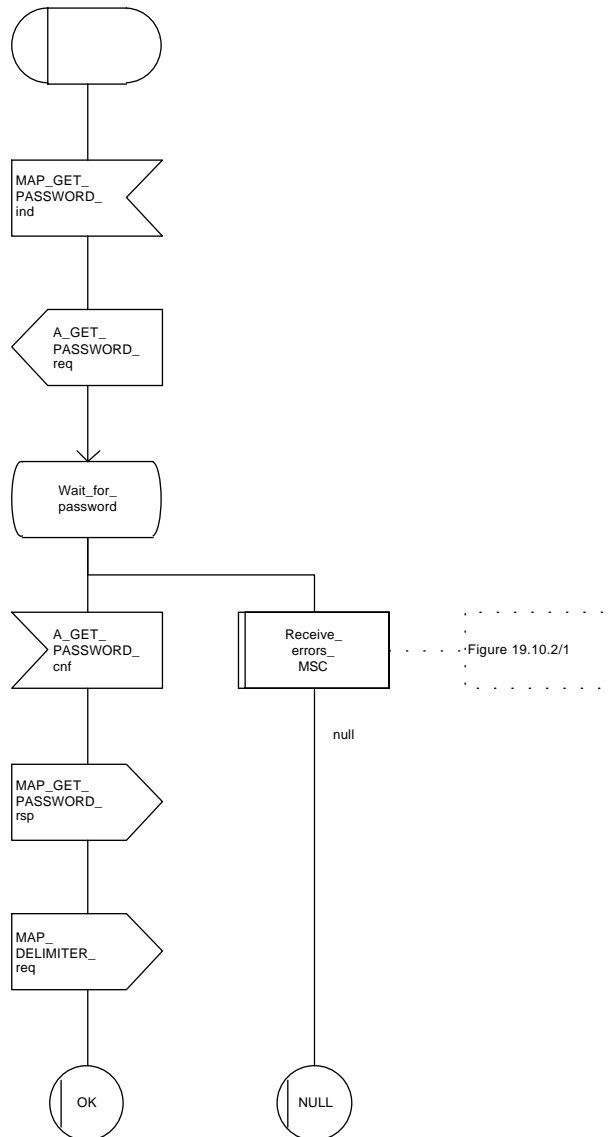 MAP_GET_
PASSWORD_
ind
A_GET_
PASSWORD_
req
Wait_for_
password
A_GET_
PASSWORD_
cnf
Receive_
errors_
MSC
Figure 19.10.2/1
null
MAP_GET_
PASSWORD_
rsp
MAP_
DELIMITER_
req
OK
NULL